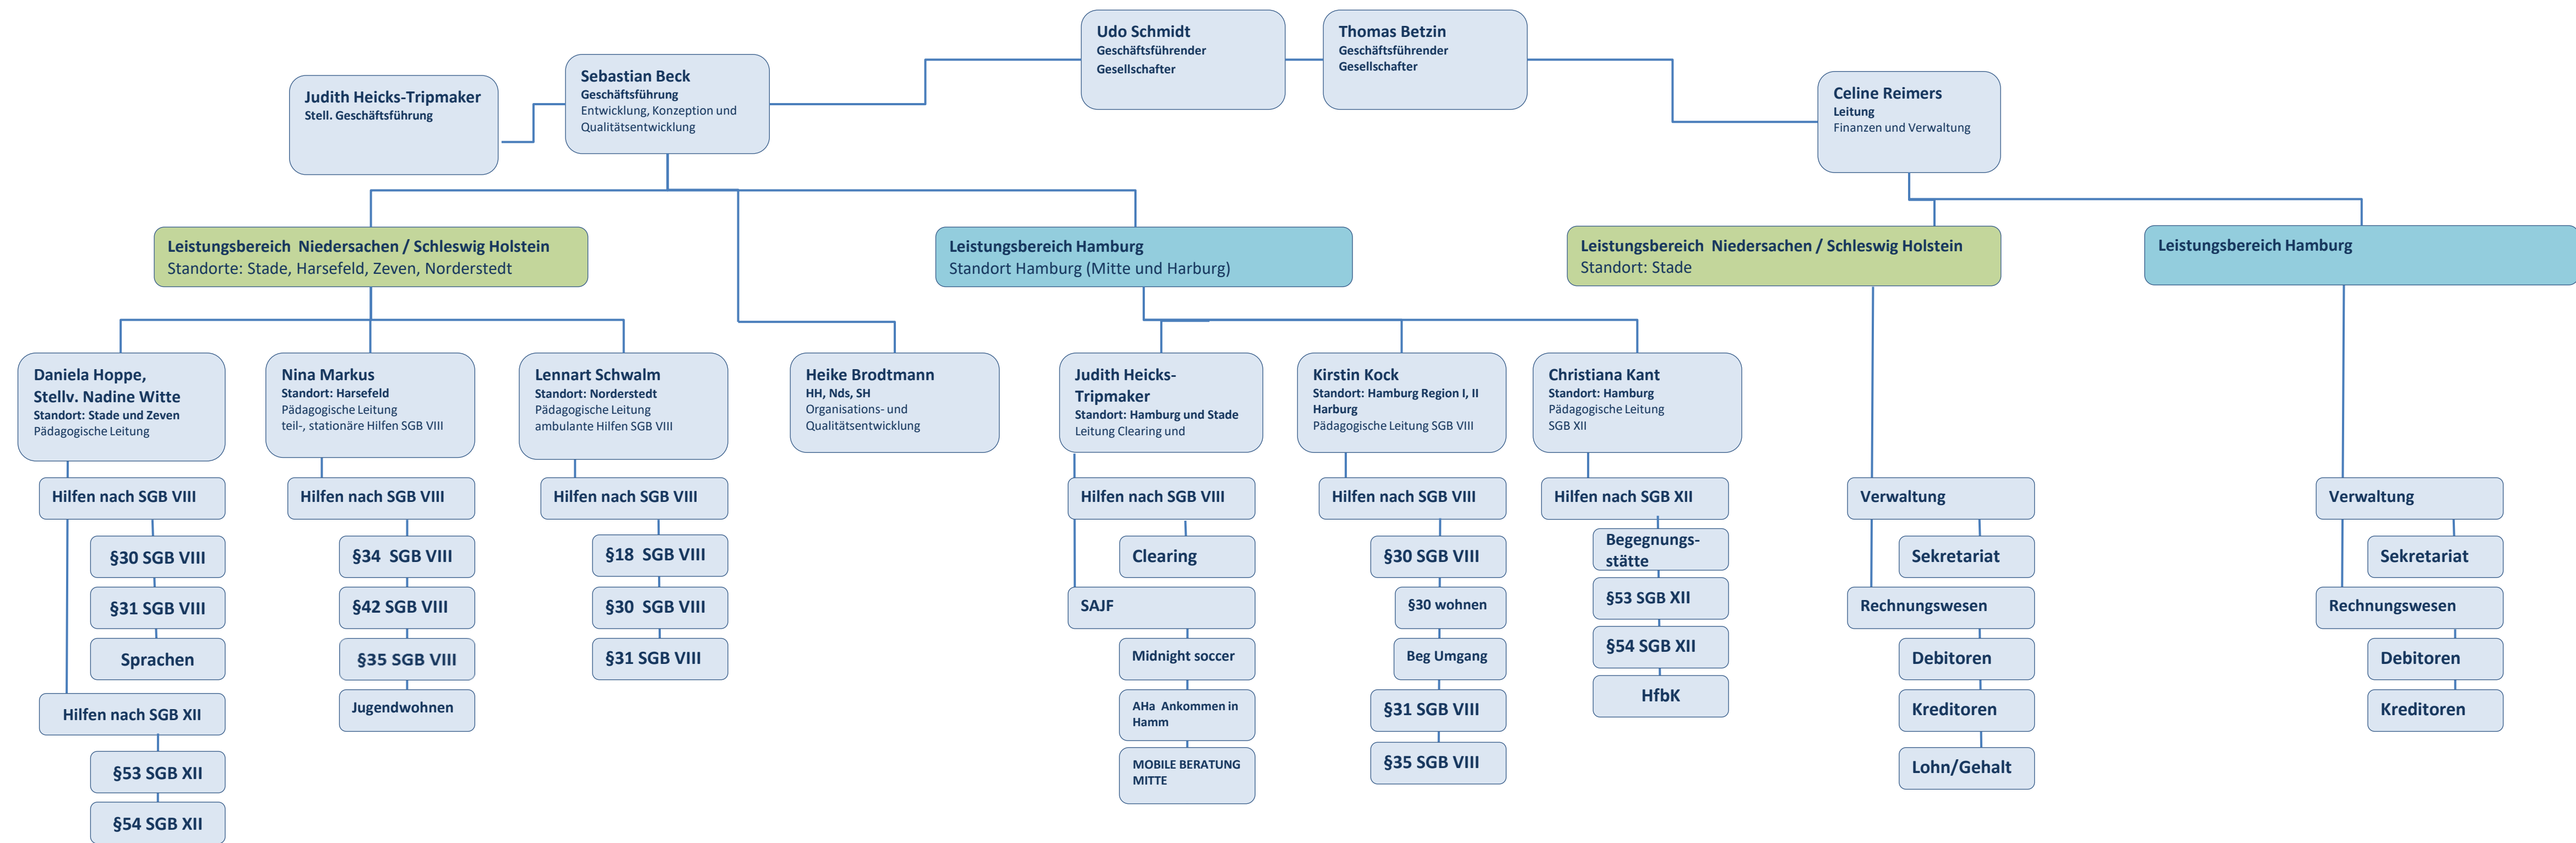 Udo Schmidt
Geschäftsführender
Gesellschafter
Thomas Betzin
Geschäftsführender
Gesellschafter
Sebastian Beck
Geschäftsführung
Entwicklung, Konzeption und
Qualitätsentwicklung
Judith Heicks-Tripmaker
Stell. Geschäftsführung
Celine Reimers
Leitung
Finanzen und Verwaltung
Leistungsbereich  Niedersachen / Schleswig Holstein
Standorte: Stade, Harsefeld, Zeven, Norderstedt
Leistungsbereich Hamburg
Standort Hamburg (Mitte und Harburg)
Leistungsbereich  Niedersachen / Schleswig Holstein
Standort: Stade
Leistungsbereich Hamburg
Daniela Hoppe,
Stellv. Nadine Witte
Standort: Stade und Zeven
Pädagogische Leitung
Nina Markus
Standort: Harsefeld
Pädagogische Leitung
teil-, stationäre Hilfen SGB VIII
Lennart Schwalm
Standort: Norderstedt
Pädagogische Leitung
ambulante Hilfen SGB VIII
Heike Brodtmann
HH, Nds, SH
Organisations- und
Qualitätsentwicklung
Judith Heicks-
Tripmaker
Standort: Hamburg und Stade
Leitung Clearing und
Kirstin Kock
Standort: Hamburg Region I, II
Harburg
Pädagogische Leitung SGB VIII
Christiana Kant
Standort: Hamburg
Pädagogische Leitung
SGB XII
Hilfen nach SGB VIII
§30 SGB VIII
§31 SGB VIII
Sprachen
Hilfen nach SGB XII
§53 SGB XII
§54 SGB XII
Hilfen nach SGB VIII
§34  SGB VIII
§42 SGB VIII
§35 SGB VIII
Jugendwohnen
Hilfen nach SGB VIII
§18  SGB VIII
§30  SGB VIII
§31 SGB VIII
Hilfen nach SGB VIII
Clearing
SAJF
Midnight soccer
AHa  Ankommen in
Hamm
MOBILE BERATUNG
MITTE
Hilfen nach SGB VIII
§30 SGB VIII
§30 wohnen
Beg Umgang
§31 SGB VIII
§35 SGB VIII
Hilfen nach SGB XII
Begegnungs-
stätte
§53 SGB XII
§54 SGB XII
HfbK
Verwaltung
Sekretariat
Rechnungswesen
Debitoren
Kreditoren
Lohn/Gehalt
Verwaltung
Sekretariat
Rechnungswesen
Debitoren
Kreditoren